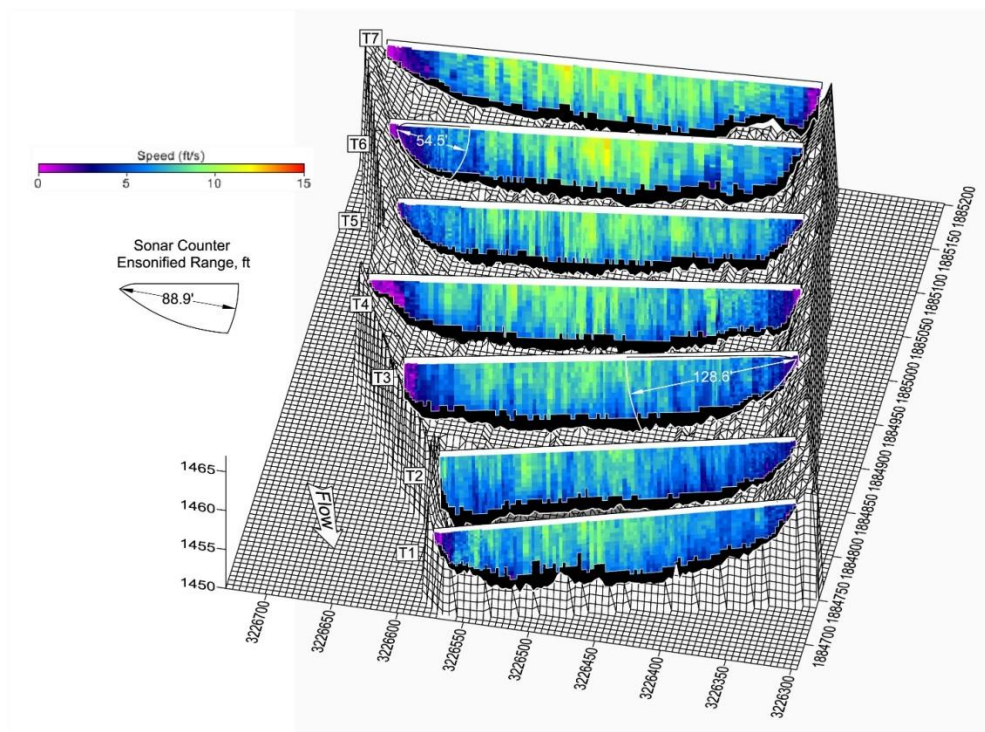 T7
Speed (ft/s)
0 5 10 15
T6
54.5'
T5
Sonar Counter
Ensonified Range, ft
88.9'
T4
T3
128.6'
T2
T1
Flow
1465
1460
1455
1450
3226700
3226650
3226600
3226550
3226500
3226450
3226400
3226350
3226300
1884700
1884750
1884800
1884850
1884900
1884950
1885000
1885050
1885100
1885150
1885200